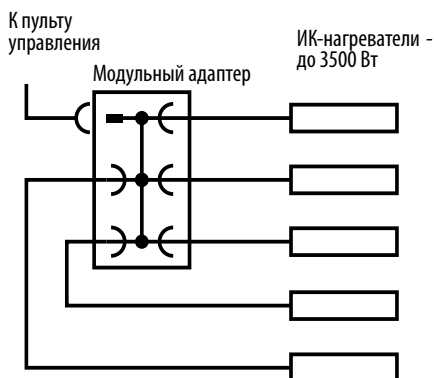 К пульту
управления
ИК-нагреватели -
до 3500 Вт
Модульный адаптер